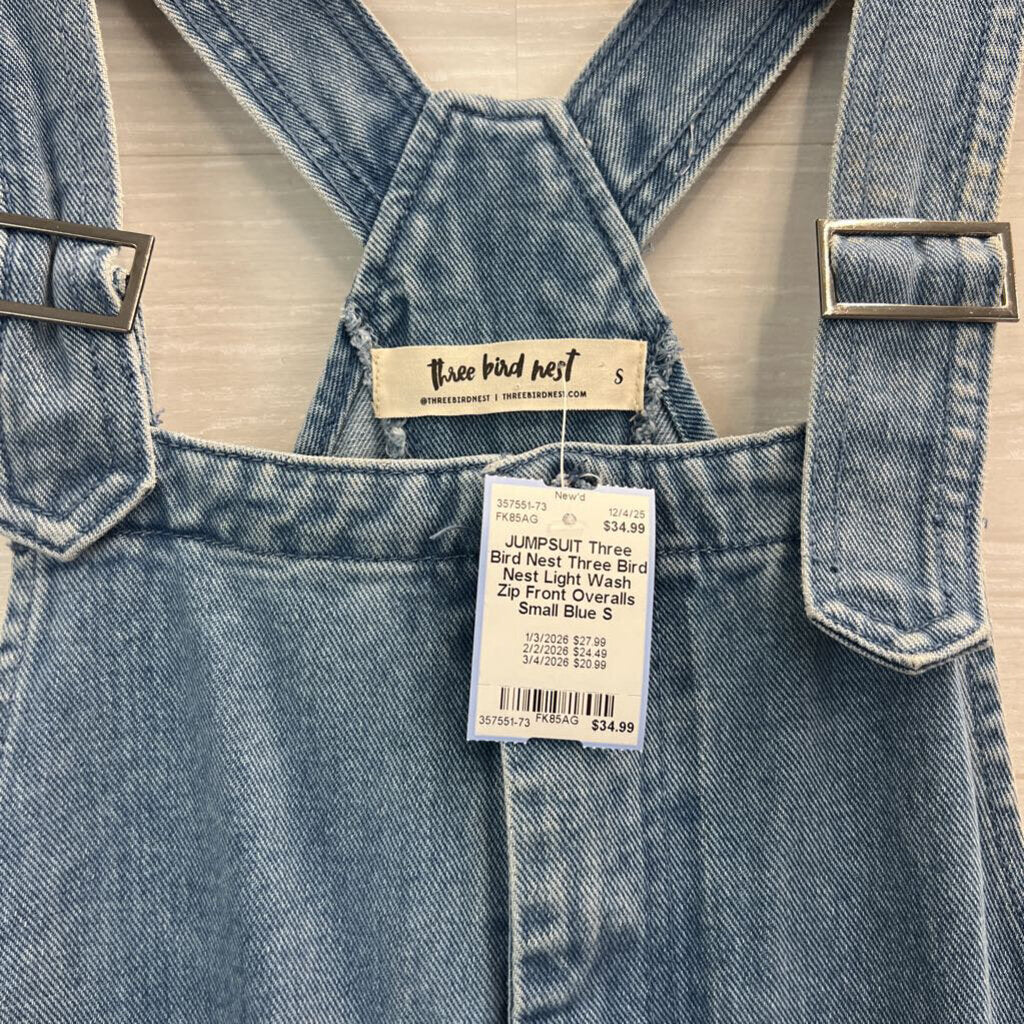 three bird nest
S
@THREEBIRDNEST | THREEBIRDNEST.COM
New'd
357551-73 12/4/25
FK85AG $34.99
JUMPSUIT Three
Bird Nest Three Bird
Nest Light Wash
Zip Front Overalls
Small Blue S
1/3/2026 $27.99
2/2/2026 $24.49
3/4/2026 $20.99
357551-73 FK85AG $34.99